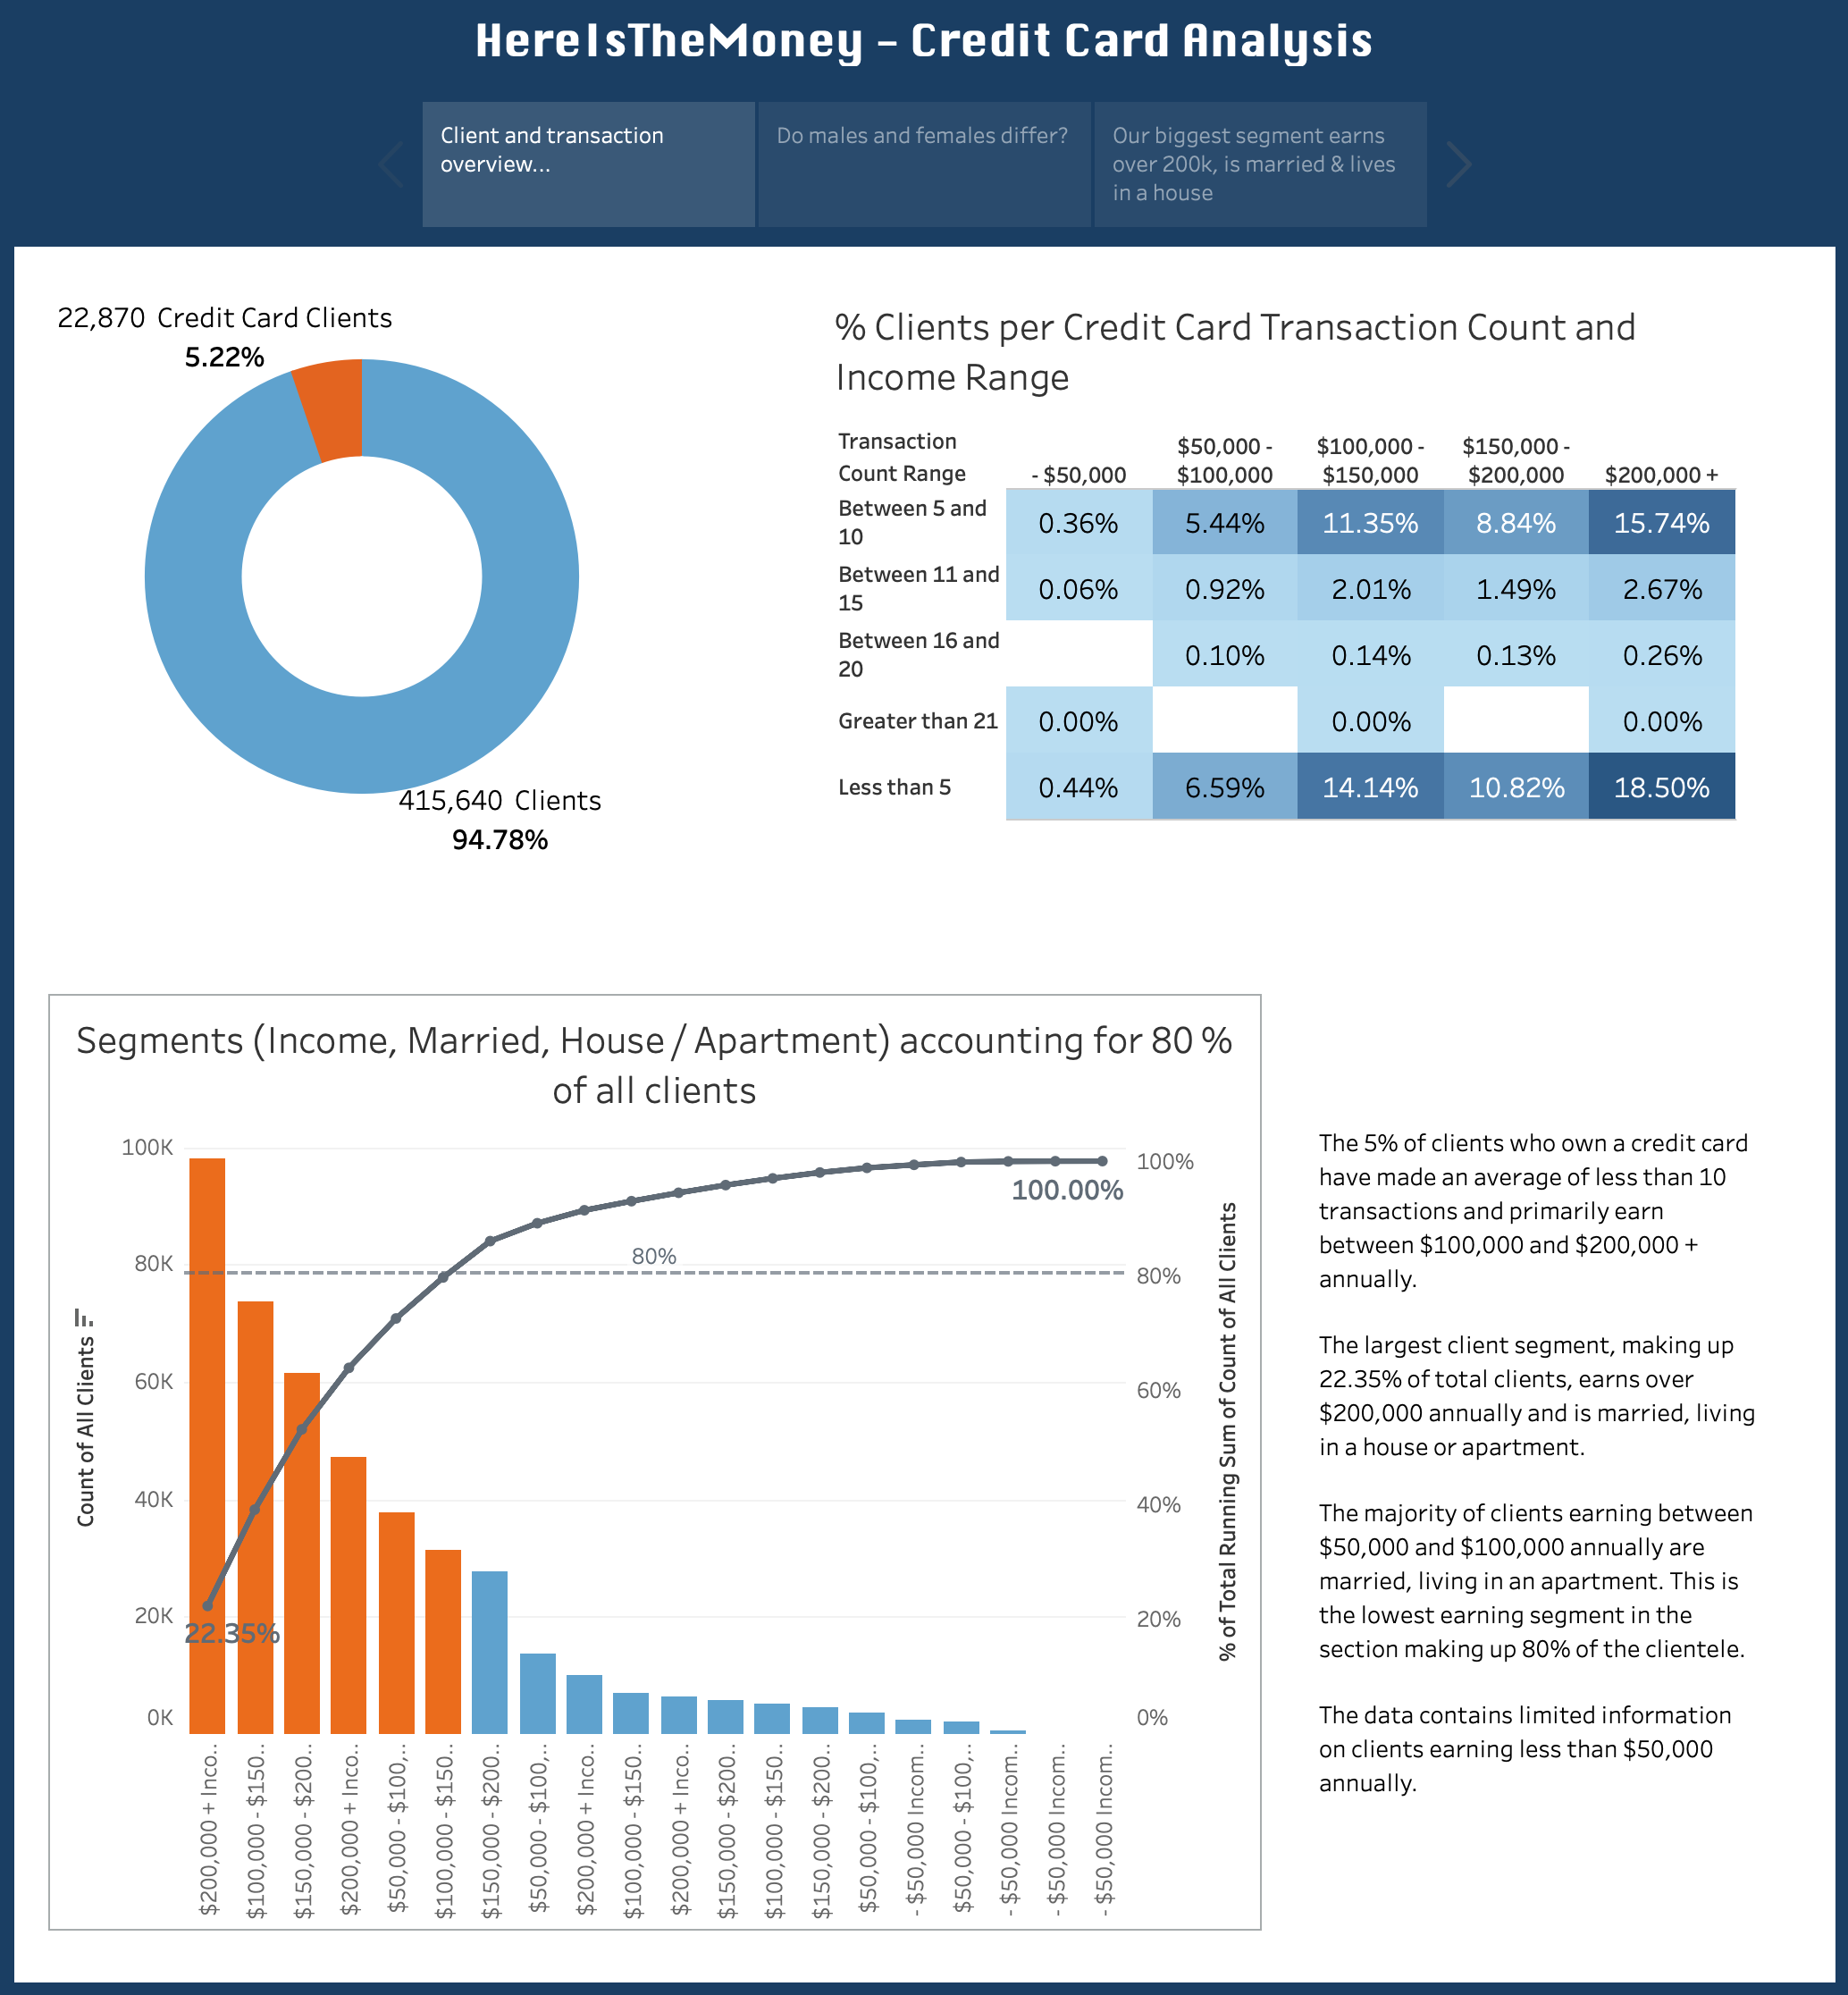 HereIsTheMoney – Credit Card Analysis
Client and transaction
overview...
Do males and females differ?
Our biggest segment earns
over 200k, is married & lives
in a house
22,870 Credit Card Clients
5.22%
415,640 Clients
94.78%
% Clients per Credit Card Transaction Count and
Income Range
Transaction
Count Range
- $50,000
$50,000 -
$100,000
$100,000 -
$150,000
$150,000 -
$200,000
$200,000 +
Between 5 and
10
0.36% 5.44% 11.35% 8.84% 15.74%
Between 11 and
15
0.06% 0.92% 2.01% 1.49% 2.67%
Between 16 and
20
0.10% 0.14% 0.13% 0.26%
Greater than 21 0.00% 0.00% 0.00%
Less than 5 0.44% 6.59% 14.14% 10.82% 18.50%
Segments (Income, Married, House / Apartment) accounting for 80 %
of all clients
Count of All Clients
100K
80K
60K
40K
20K
0K
22.35%
80%
100.00%
100%
80%
60%
40%
20%
0%
% of Total Running Sum of Count of All Clients
$200,000 + Inco..
$100,000 - $150..
$150,000 - $200..
$200,000 + Inco..
$50,000 - $100,..
$100,000 - $150..
$150,000 - $200..
$50,000 - $100,..
$200,000 + Inco..
$100,000 - $150..
$200,000 + Inco..
$150,000 - $200..
$100,000 - $150..
$150,000 - $200..
$50,000 - $100,..
- $50,000 Incom..
$50,000 - $100,..
- $50,000 Incom..
- $50,000 Incom..
- $50,000 Incom..
The 5% of clients who own a credit card
have made an average of less than 10
transactions and primarily earn
between $100,000 and $200,000 +
annually.
The largest client segment, making up
22.35% of total clients, earns over
$200,000 annually and is married, living
in a house or apartment.
The majority of clients earning between
$50,000 and $100,000 annually are
married, living in an apartment. This is
the lowest earning segment in the
section making up 80% of the clientele.
The data contains limited information
on clients earning less than $50,000
annually.